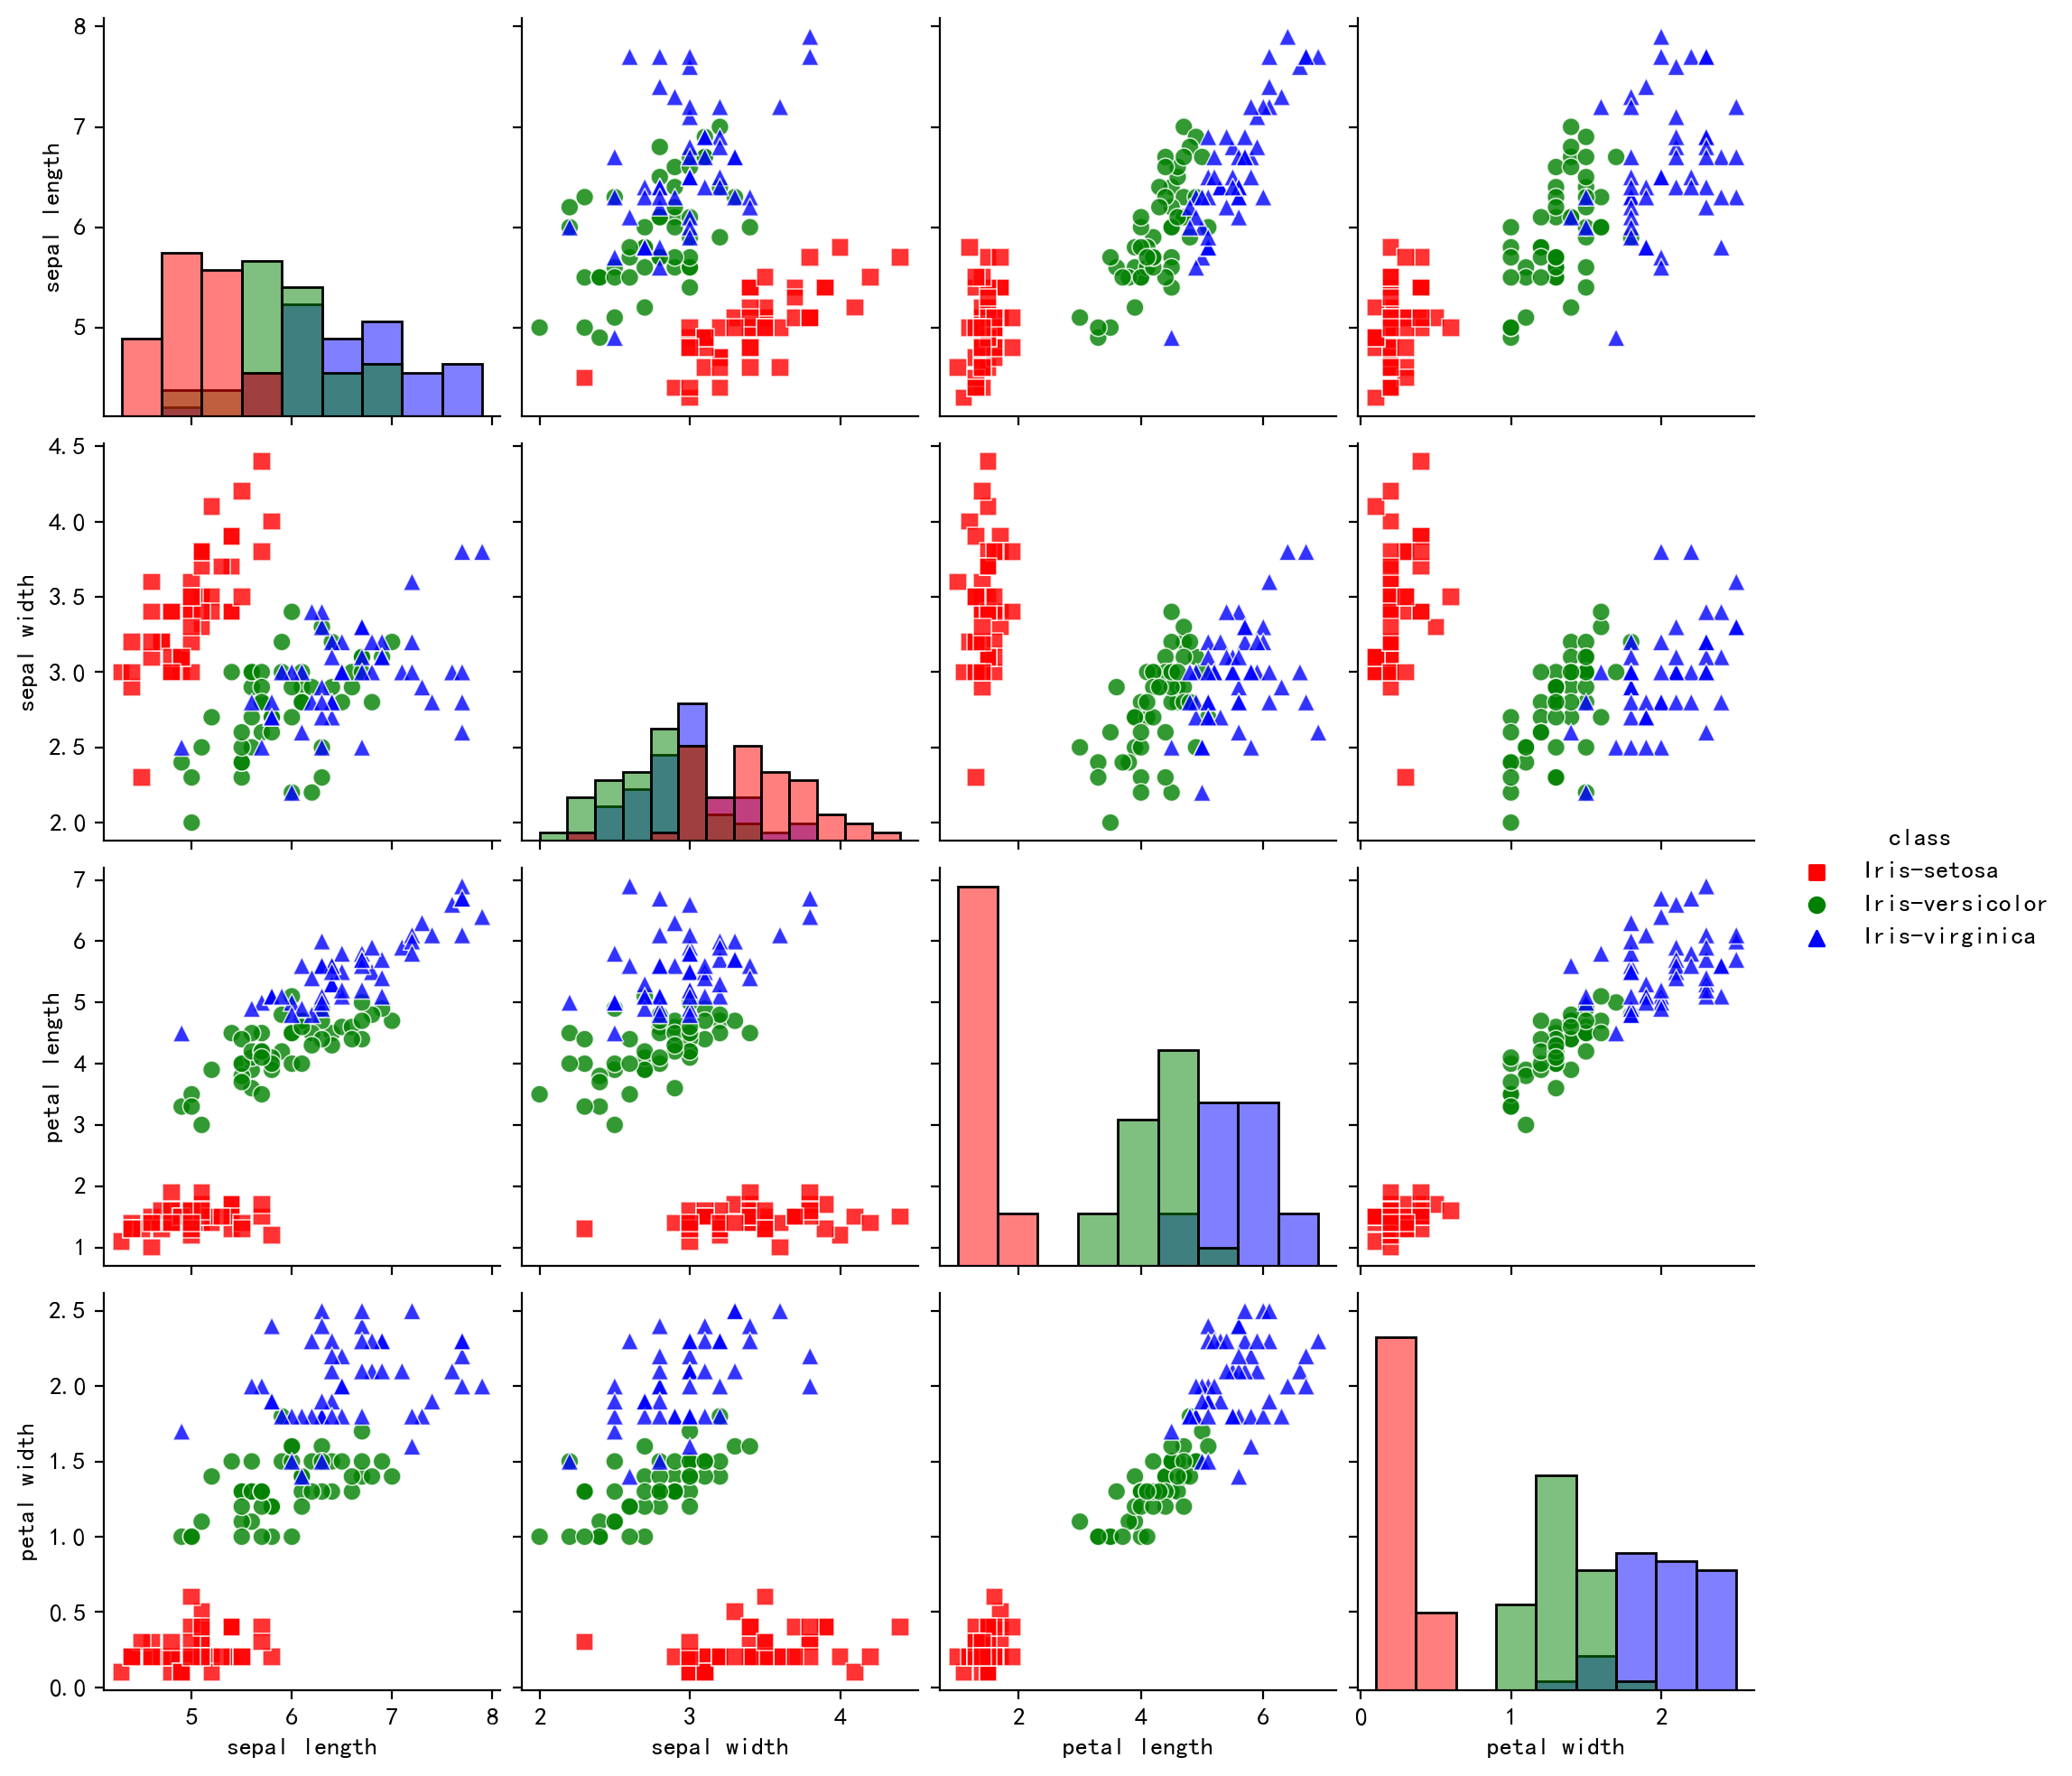 8
7
6
5
sepal length
4.5
4.0
3.5
3.0
2.5
2.0
sepal width
class
Iris-setosa
Iris-versicolor
Iris-virginica
7
6
5
4
3
2
1
petal length
2.5
2.0
1.5
1.0
0.5
0.0
petal width
5 6 7 8
2 3 4
2 4 6
0 1 2
sepal length
sepal width
petal length
petal width